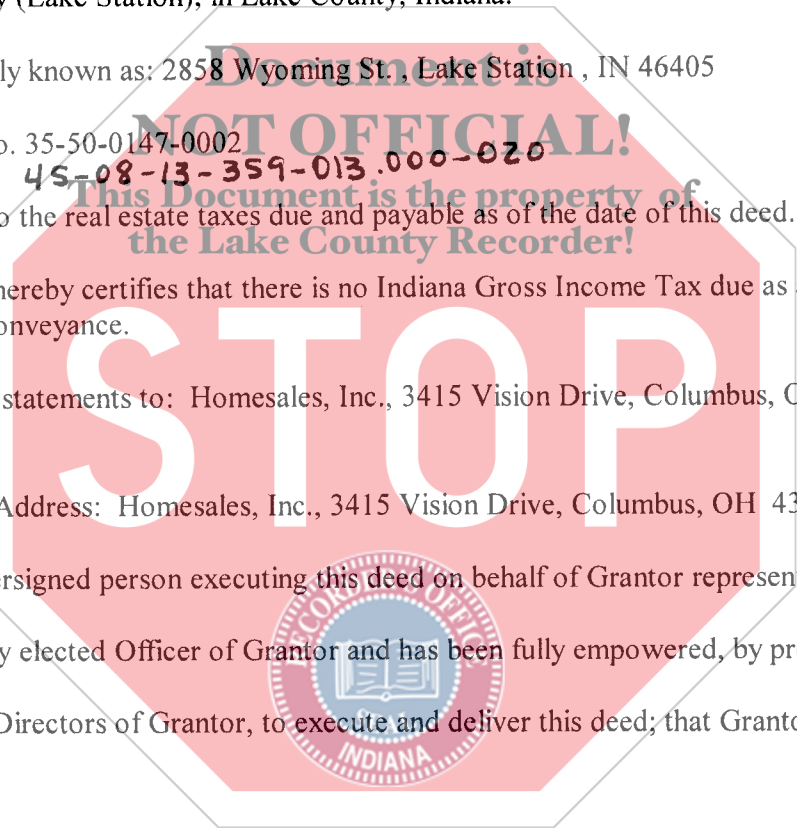 (Lake Station), in Lake County, Indiana.
Document is
ly known as: 2858 Wyoming St. , Lake Station , IN 46405
NOT OFFICIAL!
o. 35-50-0147-0002
45-08-13-359-013.000-020
This Document is the property of
o the real estate taxes due and payable as of the date of this deed.
the Lake County Recorder!
hereby certifies that there is no Indiana Gross Income Tax due as
onveyance.
STOP
statements to: Homesales, Inc., 3415 Vision Drive, Columbus, O
Address: Homesales, Inc., 3415 Vision Drive, Columbus, OH 43
ersigned person executing this deed on behalf of Grantor represen
RECORDER'S OFFICE
y elected Officer of Grantor and has been fully empowered, by pr
SEAL
Directors of Grantor, to execute and deliver this deed; that Granto
INDIANA